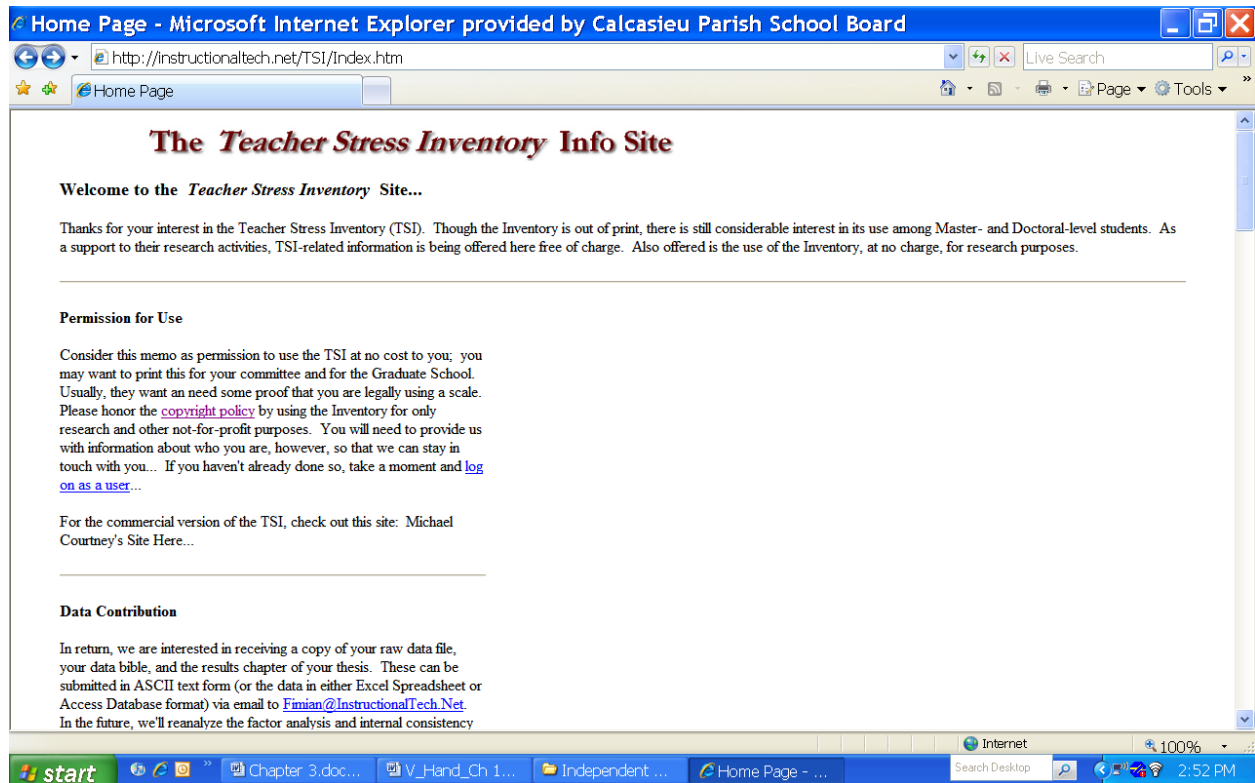 Home Page - Microsoft Internet Explorer provided by Calcasieu Parish School Board
http://instructionaltech.net/TSI/Index.htm
Live Search
Home Page
Page
Tools
The Teacher Stress Inventory Info Site
Welcome to the Teacher Stress Inventory Site...
Thanks for your interest in the Teacher Stress Inventory (TSI). Though the Inventory is out of print, there is still considerable interest in its use among Master- and Doctoral-level students. As
a support to their research activities, TSI-related information is being offered here free of charge. Also offered is the use of the Inventory, at no charge, for research purposes.
Permission for Use
Consider this memo as permission to use the TSI at no cost to you; you
may want to print this for your committee and for the Graduate School.
Usually, they want an need some proof that you are legally using a scale.
Please honor the copyright policy by using the Inventory for only
research and other not-for-profit purposes. You will need to provide us
with information about who you are, however, so that we can stay in
touch with you... If you haven't already done so, take a moment and log
on as a user...
For the commercial version of the TSI, check out this site: Michael
Courtney's Site Here...
Data Contribution
In return, we are interested in receiving a copy of your raw data file,
your data bible, and the results chapter of your thesis. These can be
submitted in ASCII text form (or the data in either Excel Spreadsheet or
Access Database format) via email to Fimian@InstructionalTech.Net.
In the future, we'll reanalyze the factor analysis and internal consistency
Internet
100%
start
Chapter 3.doc...
V_Hand_Ch 1...
Independent ...
Home Page - ...
Search Desktop
2:52 PM